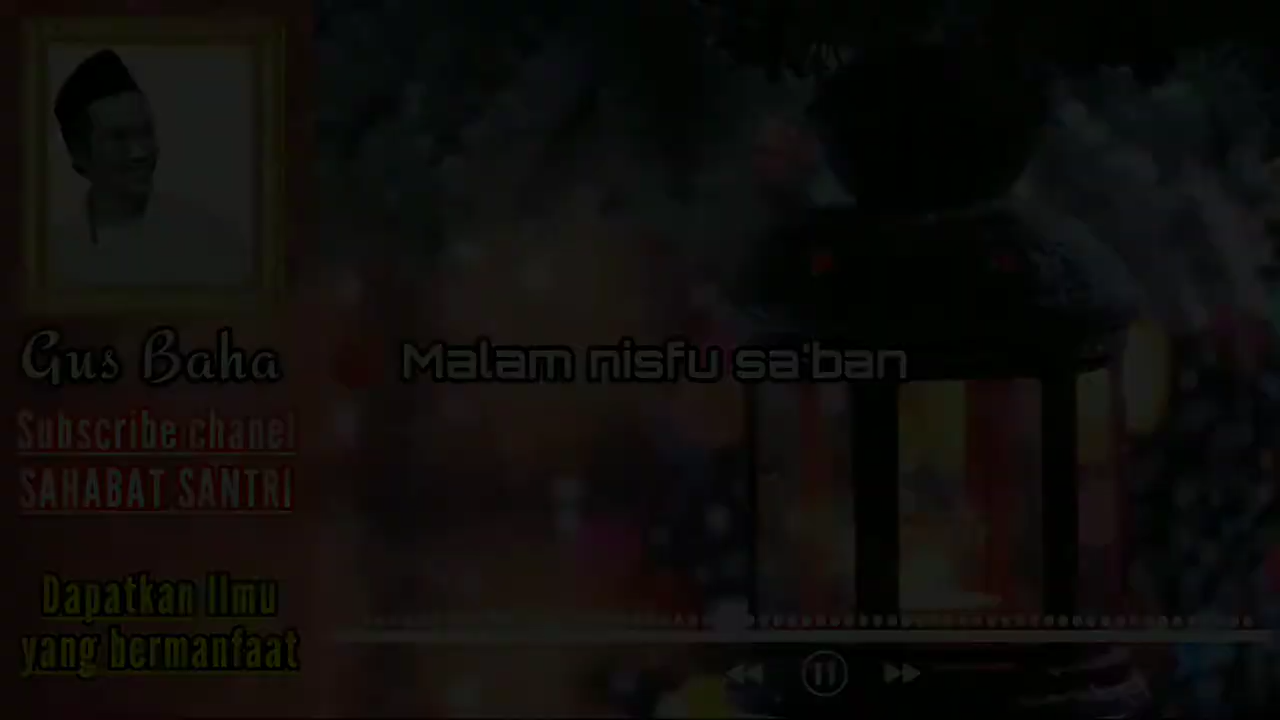 Gus Baha
Subscribe chanel
SAHABAT SANTRI
Dapatkan Ilmu
yang bermanfaat
Malam nisfu sa'ban